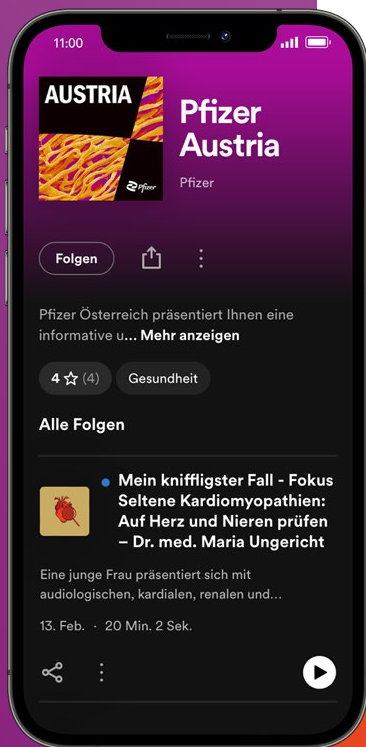 11:00
AUSTRIA
Pfizer
Pfizer
Austria
Pfizer
Folgen
Pfizer Österreich präsentiert Ihnen eine
informative u... Mehr anzeigen
4 ☆ (4)
Gesundheit
Alle Folgen
Mein kniffligster Fall - Fokus
Seltene Kardiomyopathien:
Auf Herz und Nieren prüfen
– Dr. med. Maria Ungericht
Eine junge Frau präsentiert sich mit
audiologischen, kardialen, renalen und...
13. Feb. · 20 Min. 2 Sek.